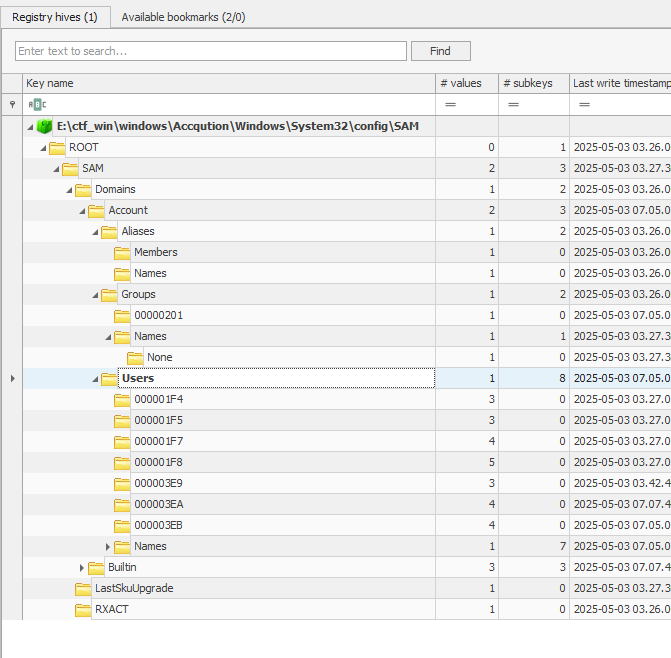 Registry hives (1) Available bookmarks (2/0)
Enter text to search... Find
Key name # values # subkeys Last write timestamp
ABC = = =
E:\ctf_win\windows\Accqution\Windows\System32\config\SAM
ROOT 0 1 2025-05-03 03.26.0
SAM 2 3 2025-05-03 03.27.3
Domains 1 2 2025-05-03 03.26.0
Account 2 3 2025-05-03 07.05.0
Aliases 1 2 2025-05-03 03.26.0
Members 1 0 2025-05-03 03.26.0
Names 1 0 2025-05-03 03.26.0
Groups 1 2 2025-05-03 03.26.0
00000201 1 0 2025-05-03 07.05.0
Names 1 1 2025-05-03 03.27.3
None 1 0 2025-05-03 03.27.3
Users 1 8 2025-05-03 07.05.0
000001F4 3 0 2025-05-03 03.27.0
000001F5 3 0 2025-05-03 03.27.0
000001F7 4 0 2025-05-03 03.27.0
000001F8 5 0 2025-05-03 03.27.0
000003E9 3 0 2025-05-03 03.42.4
000003EA 4 0 2025-05-03 07.07.4
000003EB 4 0 2025-05-03 07.05.0
Names 1 7 2025-05-03 07.05.0
Builtin 3 3 2025-05-03 07.07.4
LastSkuUpgrade 1 0 2025-05-03 03.27.3
RXACT 1 0 2025-05-03 03.26.0